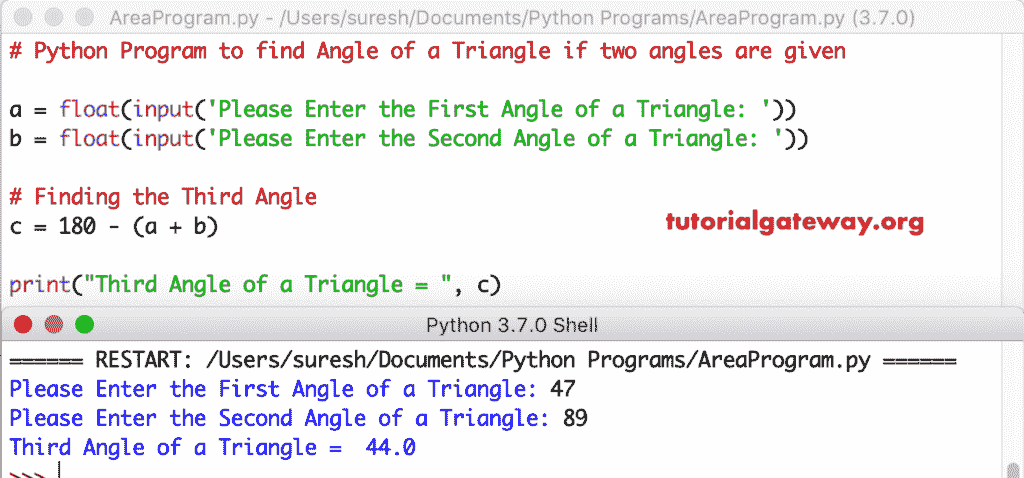 AreaProgram.py - /Users/suresh/Documents/Python Programs/AreaProgram.py (3.7.0)
# Python Program to find Angle of a Triangle if two angles are given
a = float(input('Please Enter the First Angle of a Triangle: '))
b = float(input('Please Enter the Second Angle of a Triangle: '))
# Finding the Third Angle
c = 180 - (a + b)
tutorialgateway.org
print("Third Angle of a Triangle = ", c)
Python 3.7.0 Shell
====== RESTART: /Users/suresh/Documents/Python Programs/AreaProgram.py ======
Please Enter the First Angle of a Triangle: 47
Please Enter the Second Angle of a Triangle: 89
Third Angle of a Triangle =  44.0
>>>